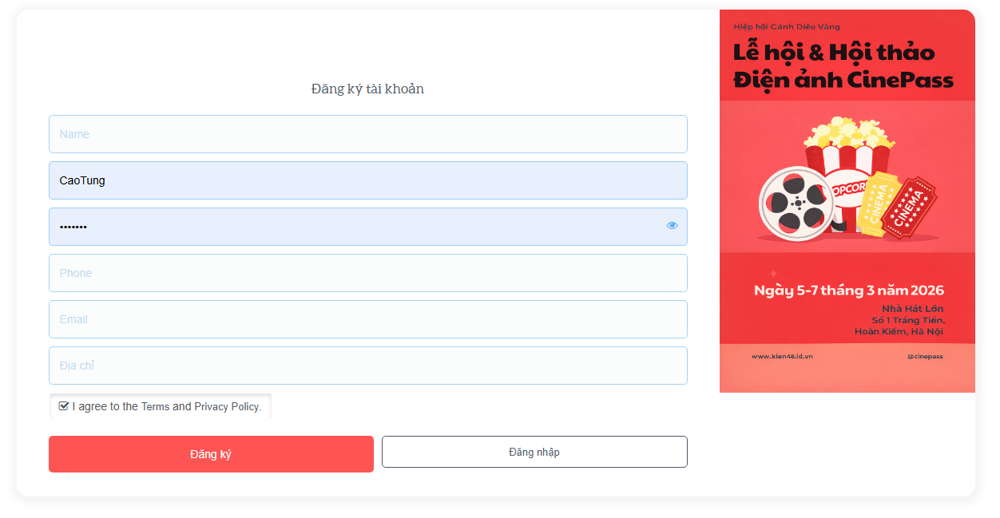 Đăng ký tài khoản
Name
CaoTung
•••••••
Phone
Email
Địa chỉ
I agree to the Terms and Privacy Policy.
Đăng ký
Đăng nhập
Hiệp hội Cánh Diều Vàng
Lễ hội & Hội thảo
Điện ảnh CinePass
POPCORN
CINEMA
CINEMA
Ngày 5-7 tháng 3 năm 2026
Nhà Hát Lớn
Số 1 Tràng Tiền,
Hoàn Kiếm, Hà Nội
www.kien48.id.vn
@cinepass